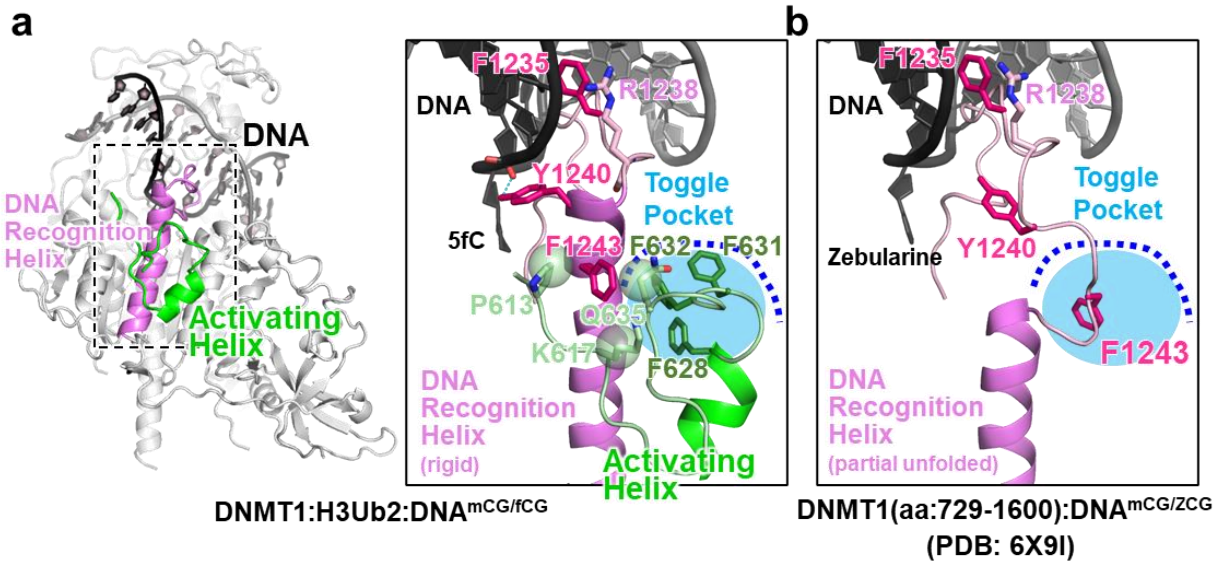 a
DNA
DNA
Recognition
Helix
Activating
Helix
F1235
R1238
DNA
Y1240
Toggle
Pocket
5fC
F1243
F632
F631
P613
Q635
K617
F628
DNA
Recognition
Helix
(rigid)
Activating
Helix
DNMT1:H3Ub2:DNAmCG/fCG
b
F1235
R1238
DNA
Toggle
Pocket
Zebularine
Y1240
F1243
DNA
Recognition
Helix
(partial unfolded)
DNMT1(aa:729-1600):DNAmCG/ZCG
(PDB: 6X9I)